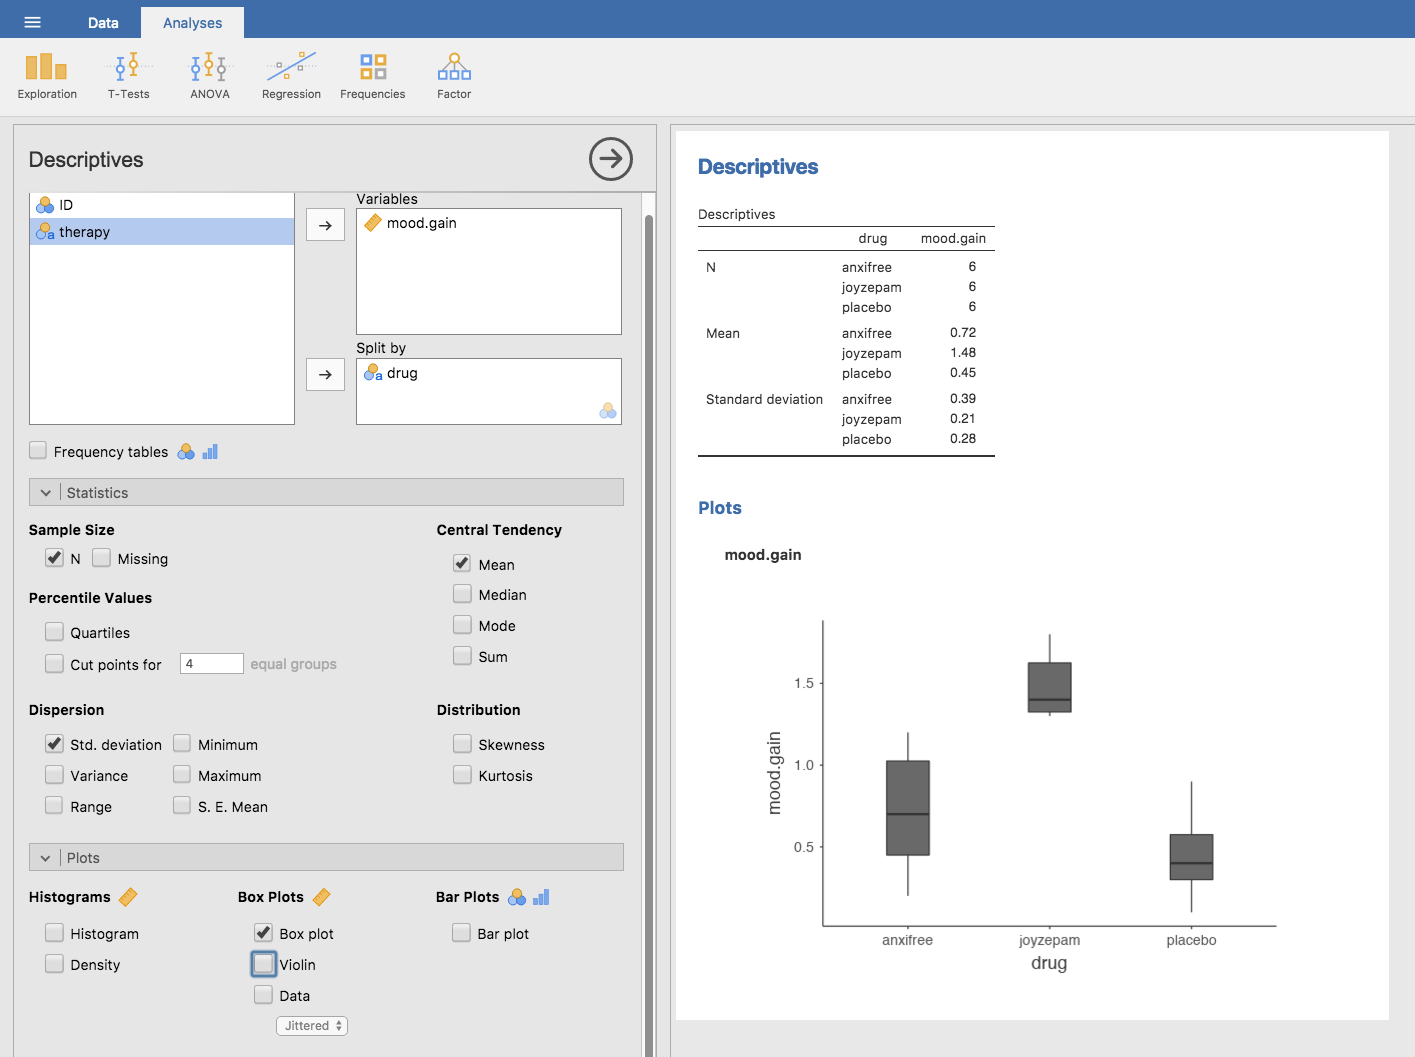 Data Analyses
Exploration T-Tests ANOVA Regression Frequencies Factor
Descriptives
ID
therapy
Variables
mood.gain
Split by
drug
Frequency tables
Statistics
Sample Size
N Missing
Percentile Values
Quartiles
Cut points for 4 equal groups
Central Tendency
Mean
Median
Mode
Sum
Dispersion
Std. deviation Minimum
Variance Maximum
Range S. E. Mean
Distribution
Skewness
Kurtosis
Plots
Histograms
Histogram
Density
Box Plots
Box plot
Violin
Data
Jittered
Bar Plots
Bar plot
Descriptives
Descriptives
drug mood.gain
N anxifree 6
joyzepam 6
placebo 6
Mean anxifree 0.72
joyzepam 1.48
placebo 0.45
Standard deviation anxifree 0.39
joyzepam 0.21
placebo 0.28
Plots
mood.gain
mood.gain
1.5
1.0
0.5
anxifree joyzepam placebo
drug